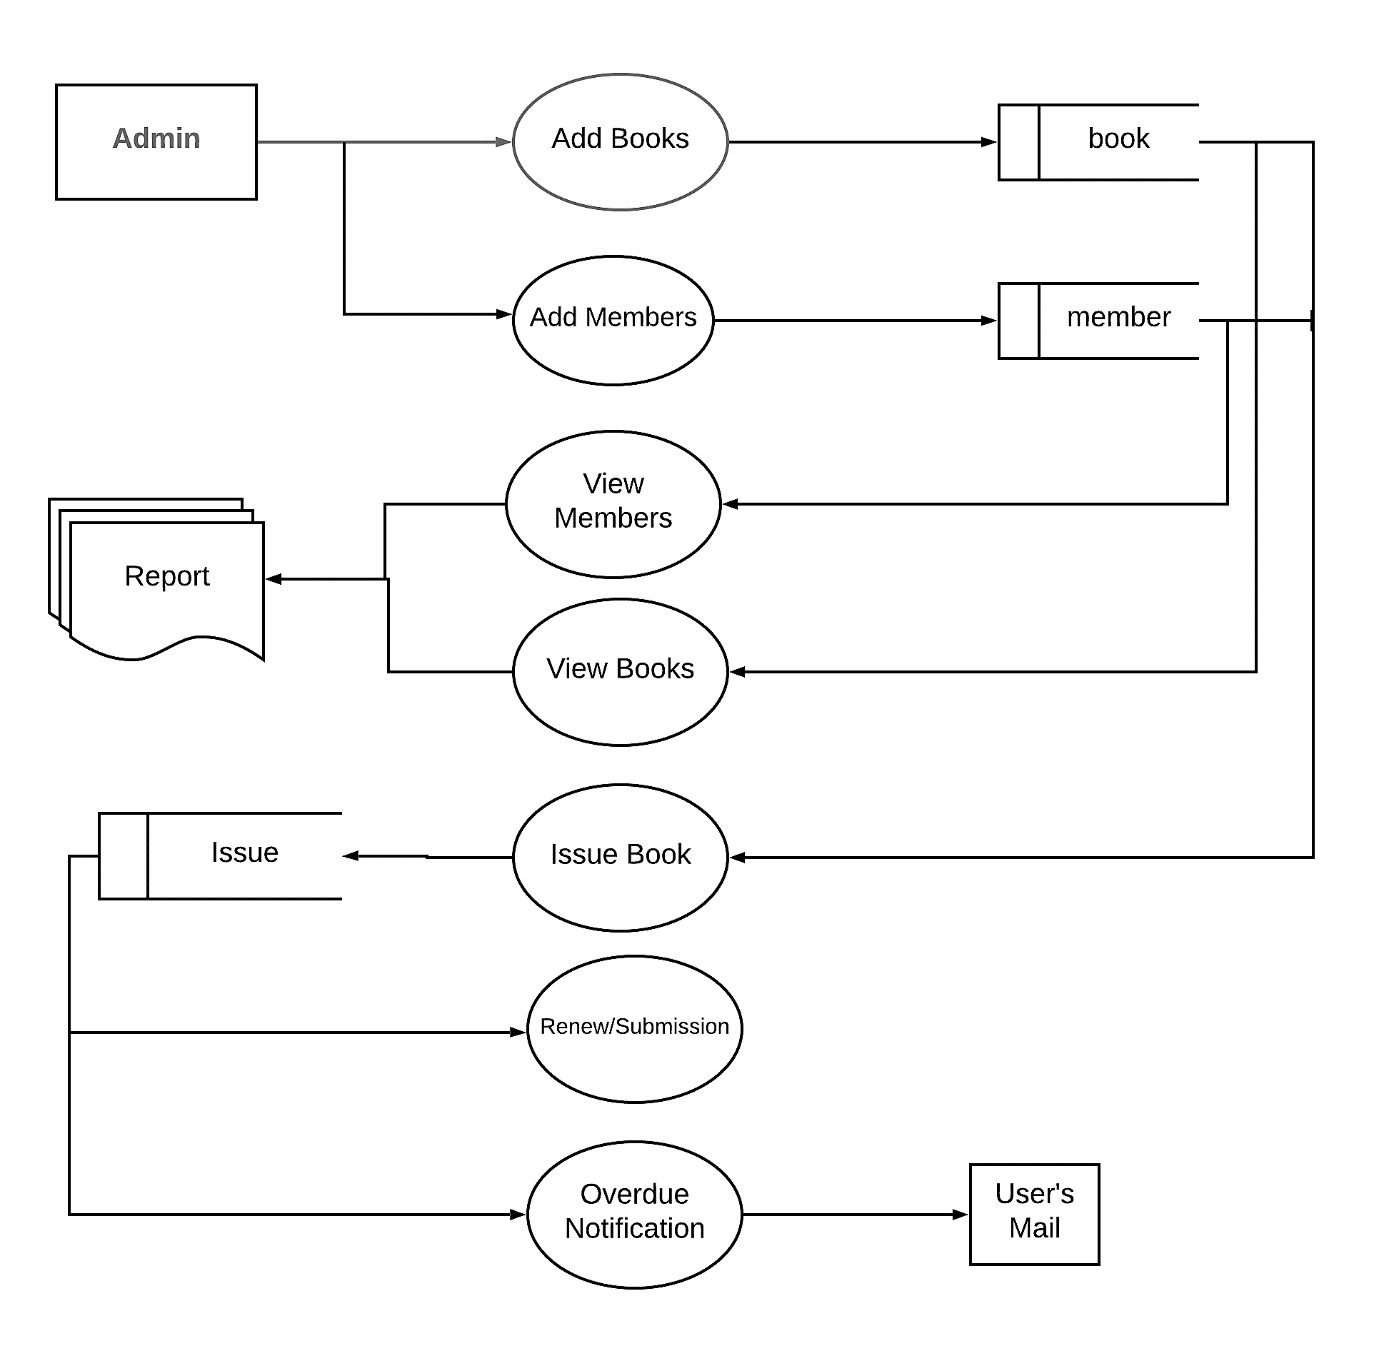 Admin
Add Books
book
Add Members
member
View
Members
Report
View Books
Issue
Issue Book
Renew/Submission
Overdue
Notification
User's
Mail